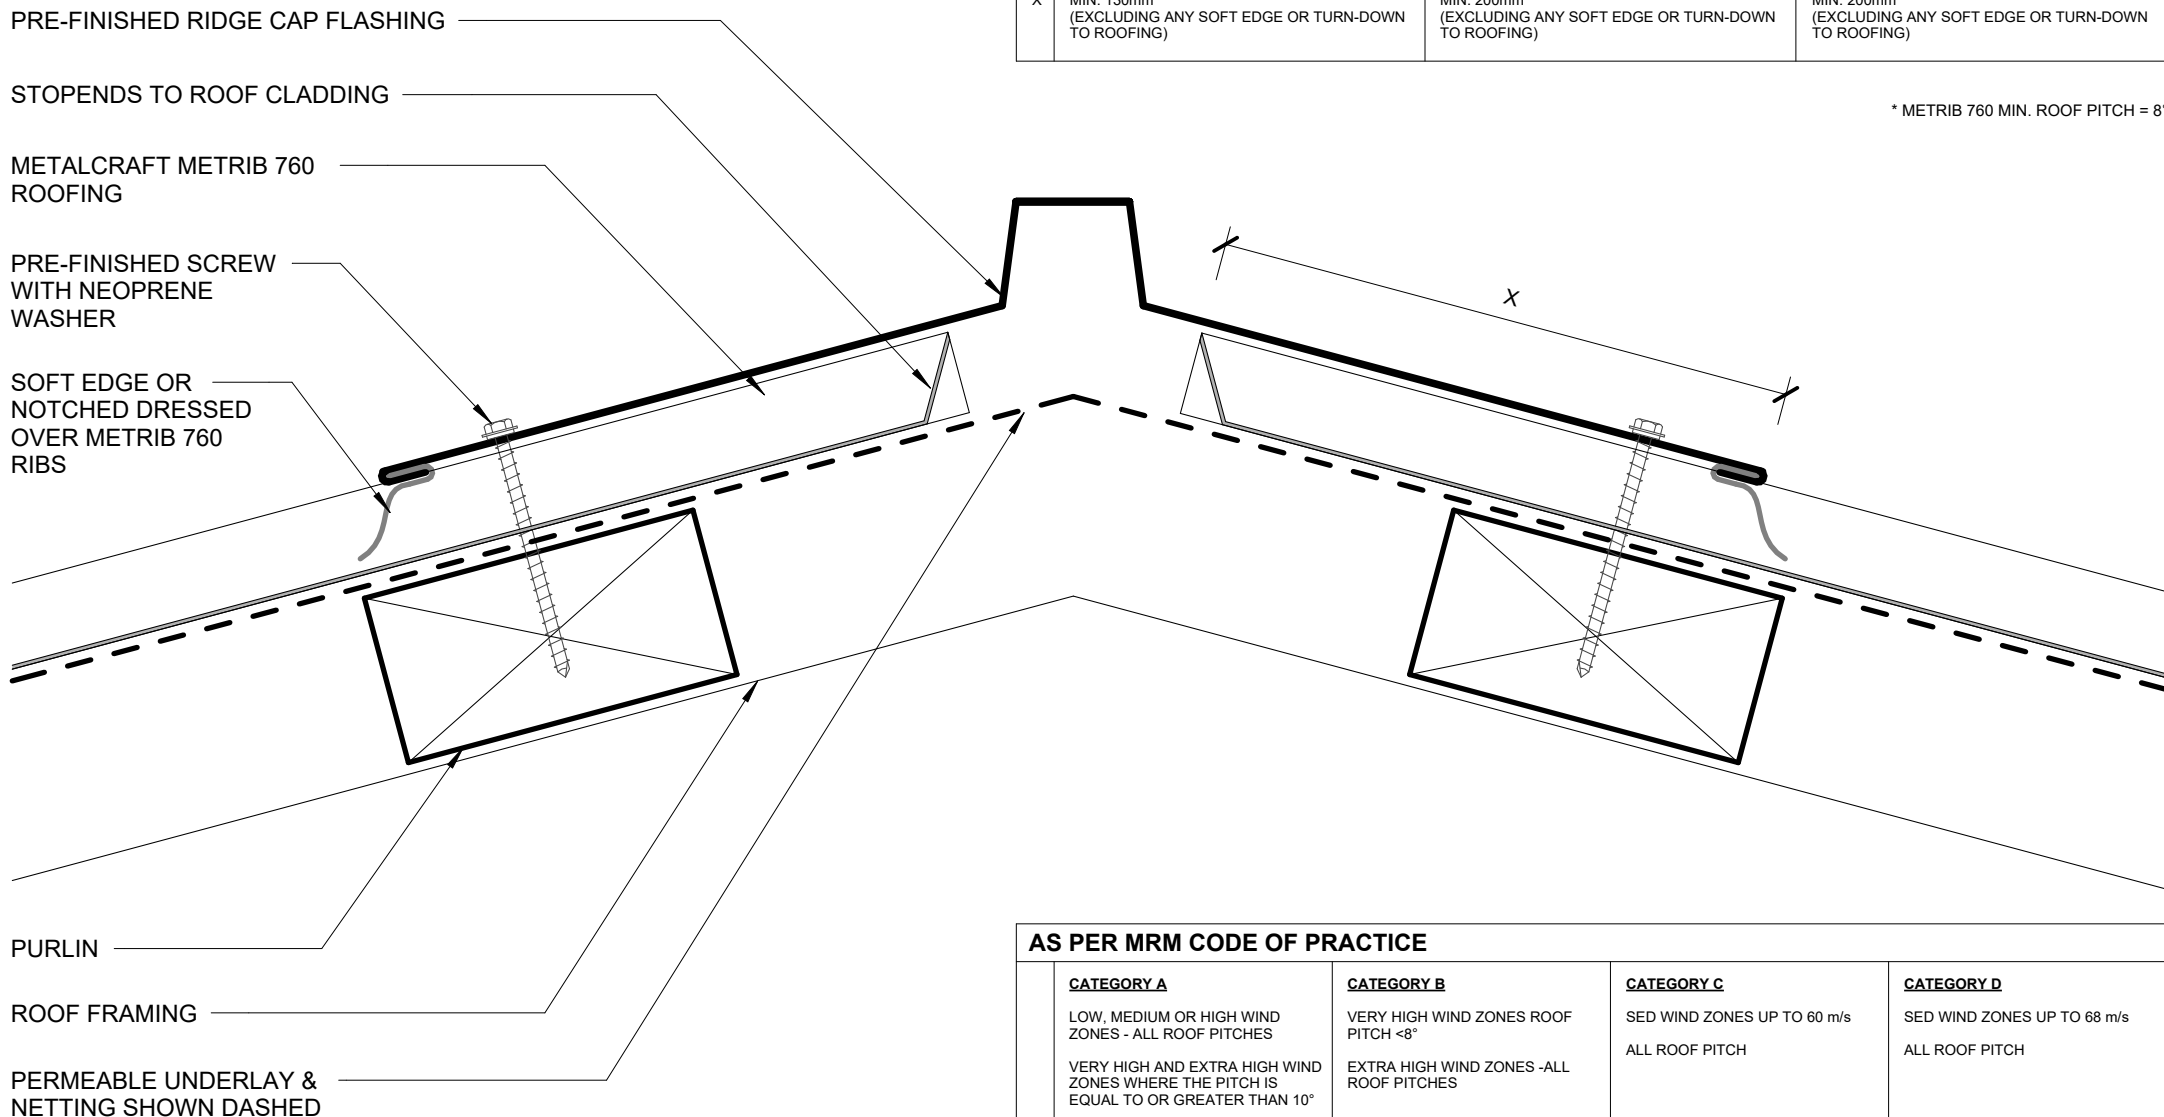 PRE-FINISHED RIDGE CAP FLASHING
STOPENDS TO ROOF CLADDING
METALCRAFT METRIB 760
ROOFING
PRE-FINISHED SCREW
WITH NEOPRENE
WASHER
SOFT EDGE OR
NOTCHED DRESSED
OVER METRIB 760
RIBS
PURLIN
ROOF FRAMING
PERMEABLE UNDERLAY &
NETTING SHOWN DASHED
X
MIN. 130mm
(EXCLUDING ANY SOFT EDGE OR TURN-DOWN
TO ROOFING)
MIN. 200mm
(EXCLUDING ANY SOFT EDGE OR TURN-DOWN
TO ROOFING)
MIN. 200mm
(EXCLUDING ANY SOFT EDGE OR TURN-DOWN
TO ROOFING)
* METRIB 760 MIN. ROOF PITCH = 8°
X
AS PER MRM CODE OF PRACTICE
CATEGORY A
LOW, MEDIUM OR HIGH WIND
ZONES - ALL ROOF PITCHES
VERY HIGH AND EXTRA HIGH WIND
ZONES WHERE THE PITCH IS
EQUAL TO OR GREATER THAN 10°
CATEGORY B
VERY HIGH WIND ZONES ROOF
PITCH <8°
EXTRA HIGH WIND ZONES -ALL
ROOF PITCHES
CATEGORY C
SED WIND ZONES UP TO 60 m/s
ALL ROOF PITCH
CATEGORY D
SED WIND ZONES UP TO 68 m/s
ALL ROOF PITCH